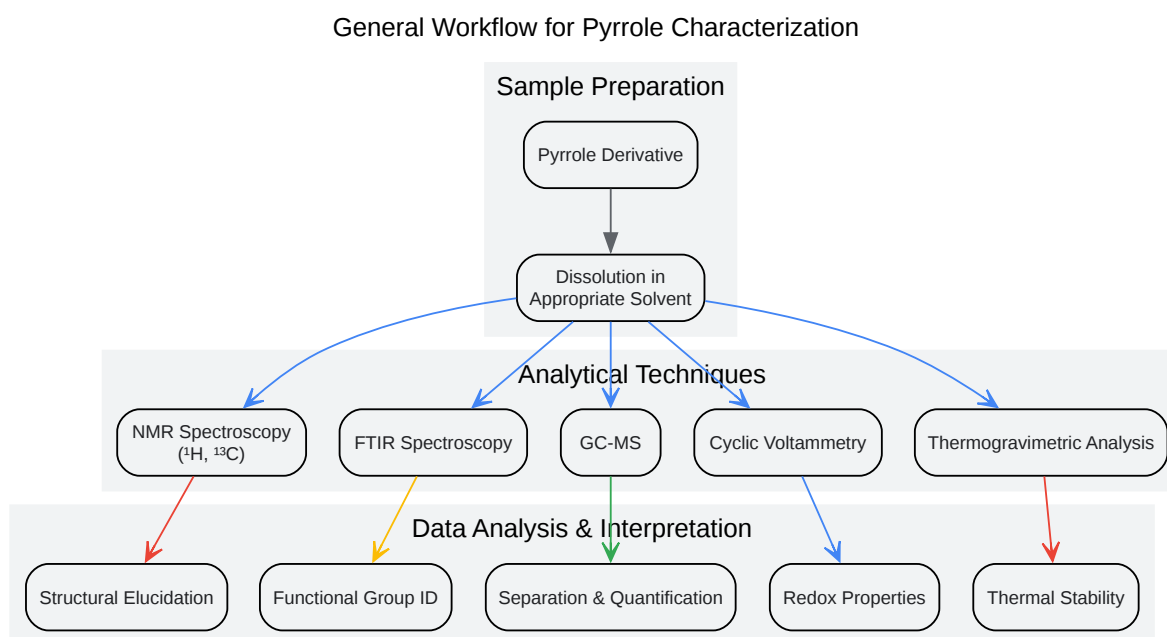 General Workflow for Pyrrole Characterization
Sample Preparation
Pyrrole Derivative
Dissolution in
Appropriate Solvent
Analytical Techniques
NMR Spectroscopy
(¹H, ¹³C)
FTIR Spectroscopy
GC-MS
Cyclic Voltammetry
Thermogravimetric Analysis
Data Analysis & Interpretation
Structural Elucidation
Functional Group ID
Separation & Quantification
Redox Properties
Thermal Stability